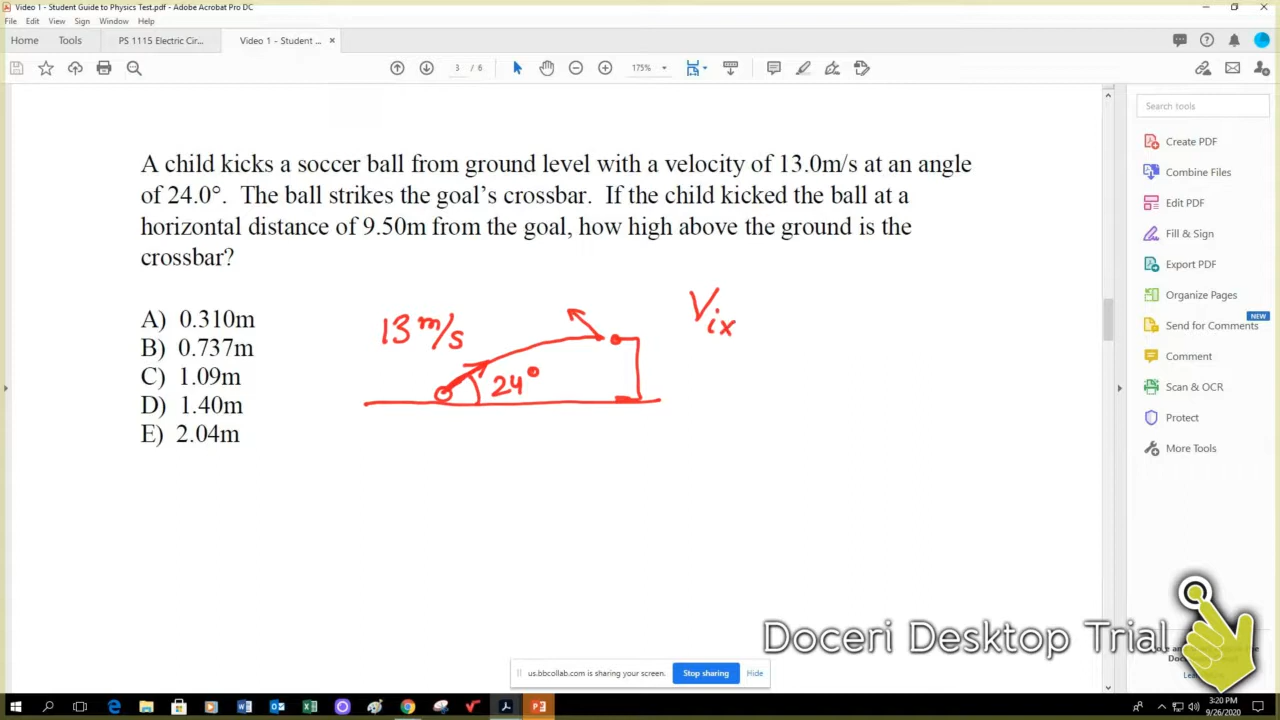 Video 1 - Student Guide to Physics Test.pdf - Adobe Acrobat Pro DC
File Edit View Sign Window Help
Home Tools PS 1115 Electric Cir... Video 1 - Student ... ×
3 / 6 175%
Search tools
Create PDF
Combine Files
Edit PDF
Fill & Sign
Export PDF
Organize Pages
NEW
Send for Comments
Comment
Scan & OCR
Protect
More Tools
A child kicks a soccer ball from ground level with a velocity of 13.0m/s at an angle
of 24.0°. The ball strikes the goal’s crossbar. If the child kicked the ball at a
horizontal distance of 9.50m from the goal, how high above the ground is the
crossbar?
A) 0.310m
B) 0.737m
C) 1.09m
D) 1.40m
E) 2.04m
13 m/s
24°
Vix
Doceri Desktop Trial
us.bbcollab.com is sharing your screen. Stop sharing Hide
3:20 PM
9/26/2020